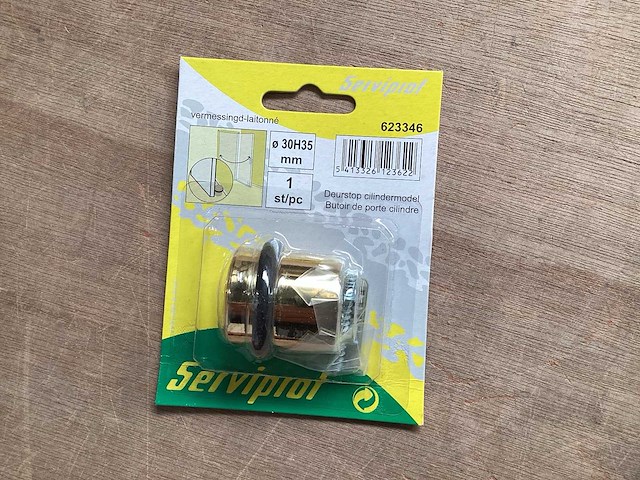 Serviprof
vermessingd-laitonné
623346
ø 30H35
mm
5 413326 123622
1
st/pc
Deurstop cilindermodel
Butoir de porte cilindre
Serviprof